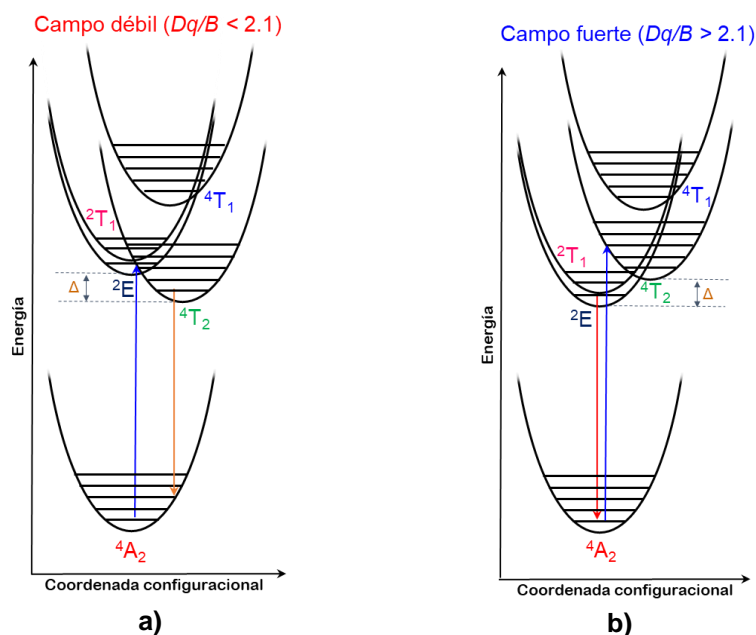 Campo débil (Dq/B < 2.1)
Energía
⁴T₁
²T₁
Δ
²E
⁴T₂
⁴A₂
Coordenada configuracional
a)
Campo fuerte (Dq/B > 2.1)
Energía
⁴T₁
²T₁
⁴T₂
Δ
²E
⁴A₂
Coordenada configuracional
b)